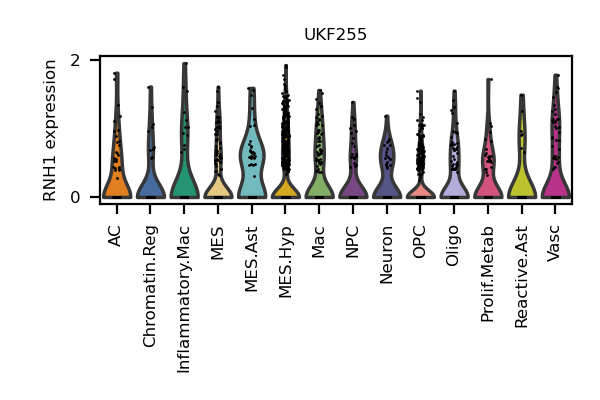 UKF255
RNH1 expression
2
0
AC
Chromatin.Reg
Inflammatory.Mac
MES
MES.Ast
MES.Hyp
Mac
NPC
Neuron
OPC
Oligo
Prolif.Metab
Reactive.Ast
Vasc